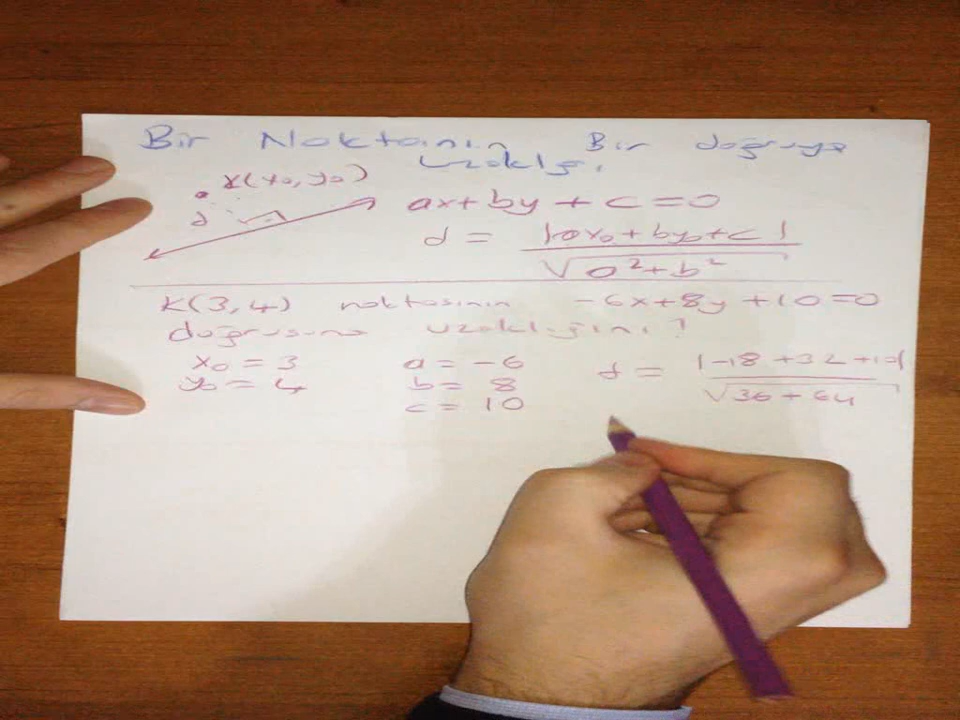 Bir Noktanın Bir doğruya
uzaklığı
K(x₀, y₀)
d
ax + by + c = 0
d = |ax₀ + by₀ + c| / √a² + b²
K(3, 4) noktasının -6x + 8y + 10 = 0
doğrusuna uzaklığını?
x₀ = 3
y₀ = 4
a = -6
b = 8
c = 10
d = |-18 + 32 + 10| / √36 + 64